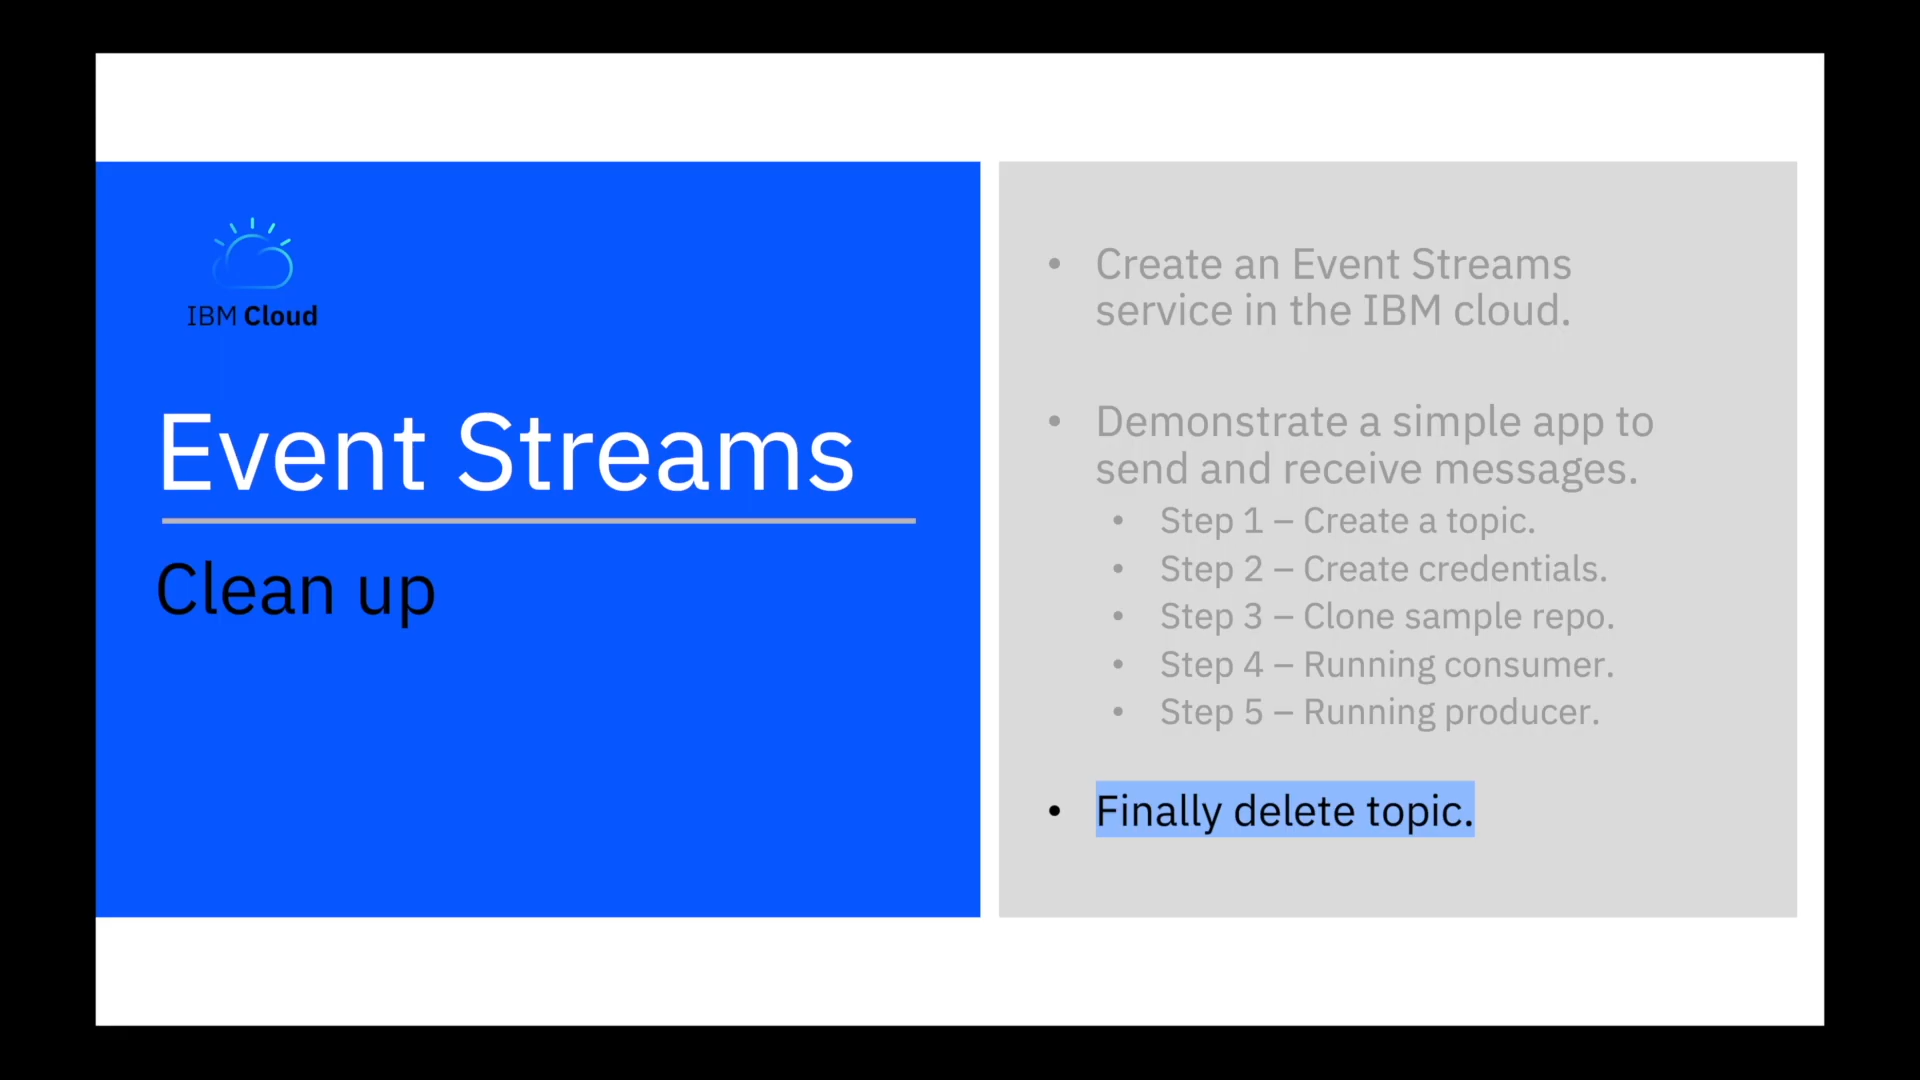 IBM Cloud
Event Streams
Clean up
• Create an Event Streams
service in the IBM cloud.
• Demonstrate a simple app to
send and receive messages.
• Step 1 – Create a topic.
• Step 2 – Create credentials.
• Step 3 – Clone sample repo.
• Step 4 – Running consumer.
• Step 5 – Running producer.
• Finally delete topic.